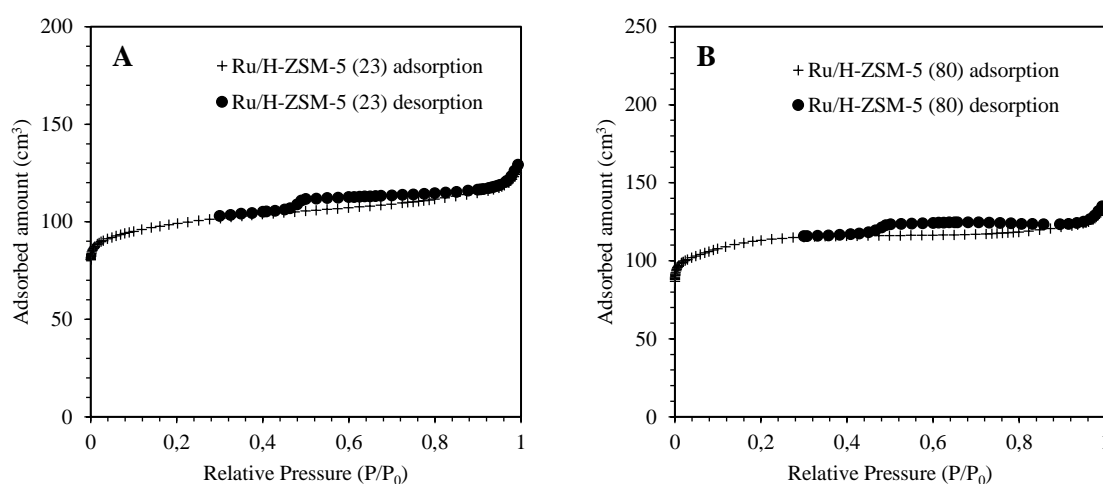 A
Ru/H-ZSM-5 (23) adsorption
Ru/H-ZSM-5 (23) desorption
Adsorbed amount (cm³)
200
150
100
50
0
0 0,2 0,4 0,6 0,8 1
Relative Pressure (P/P₀)
B
Ru/H-ZSM-5 (80) adsorption
Ru/H-ZSM-5 (80) desorption
Adsorbed amount (cm³)
250
200
150
100
50
0
0 0,2 0,4 0,6 0,8 1
Relative Pressure (P/P₀)